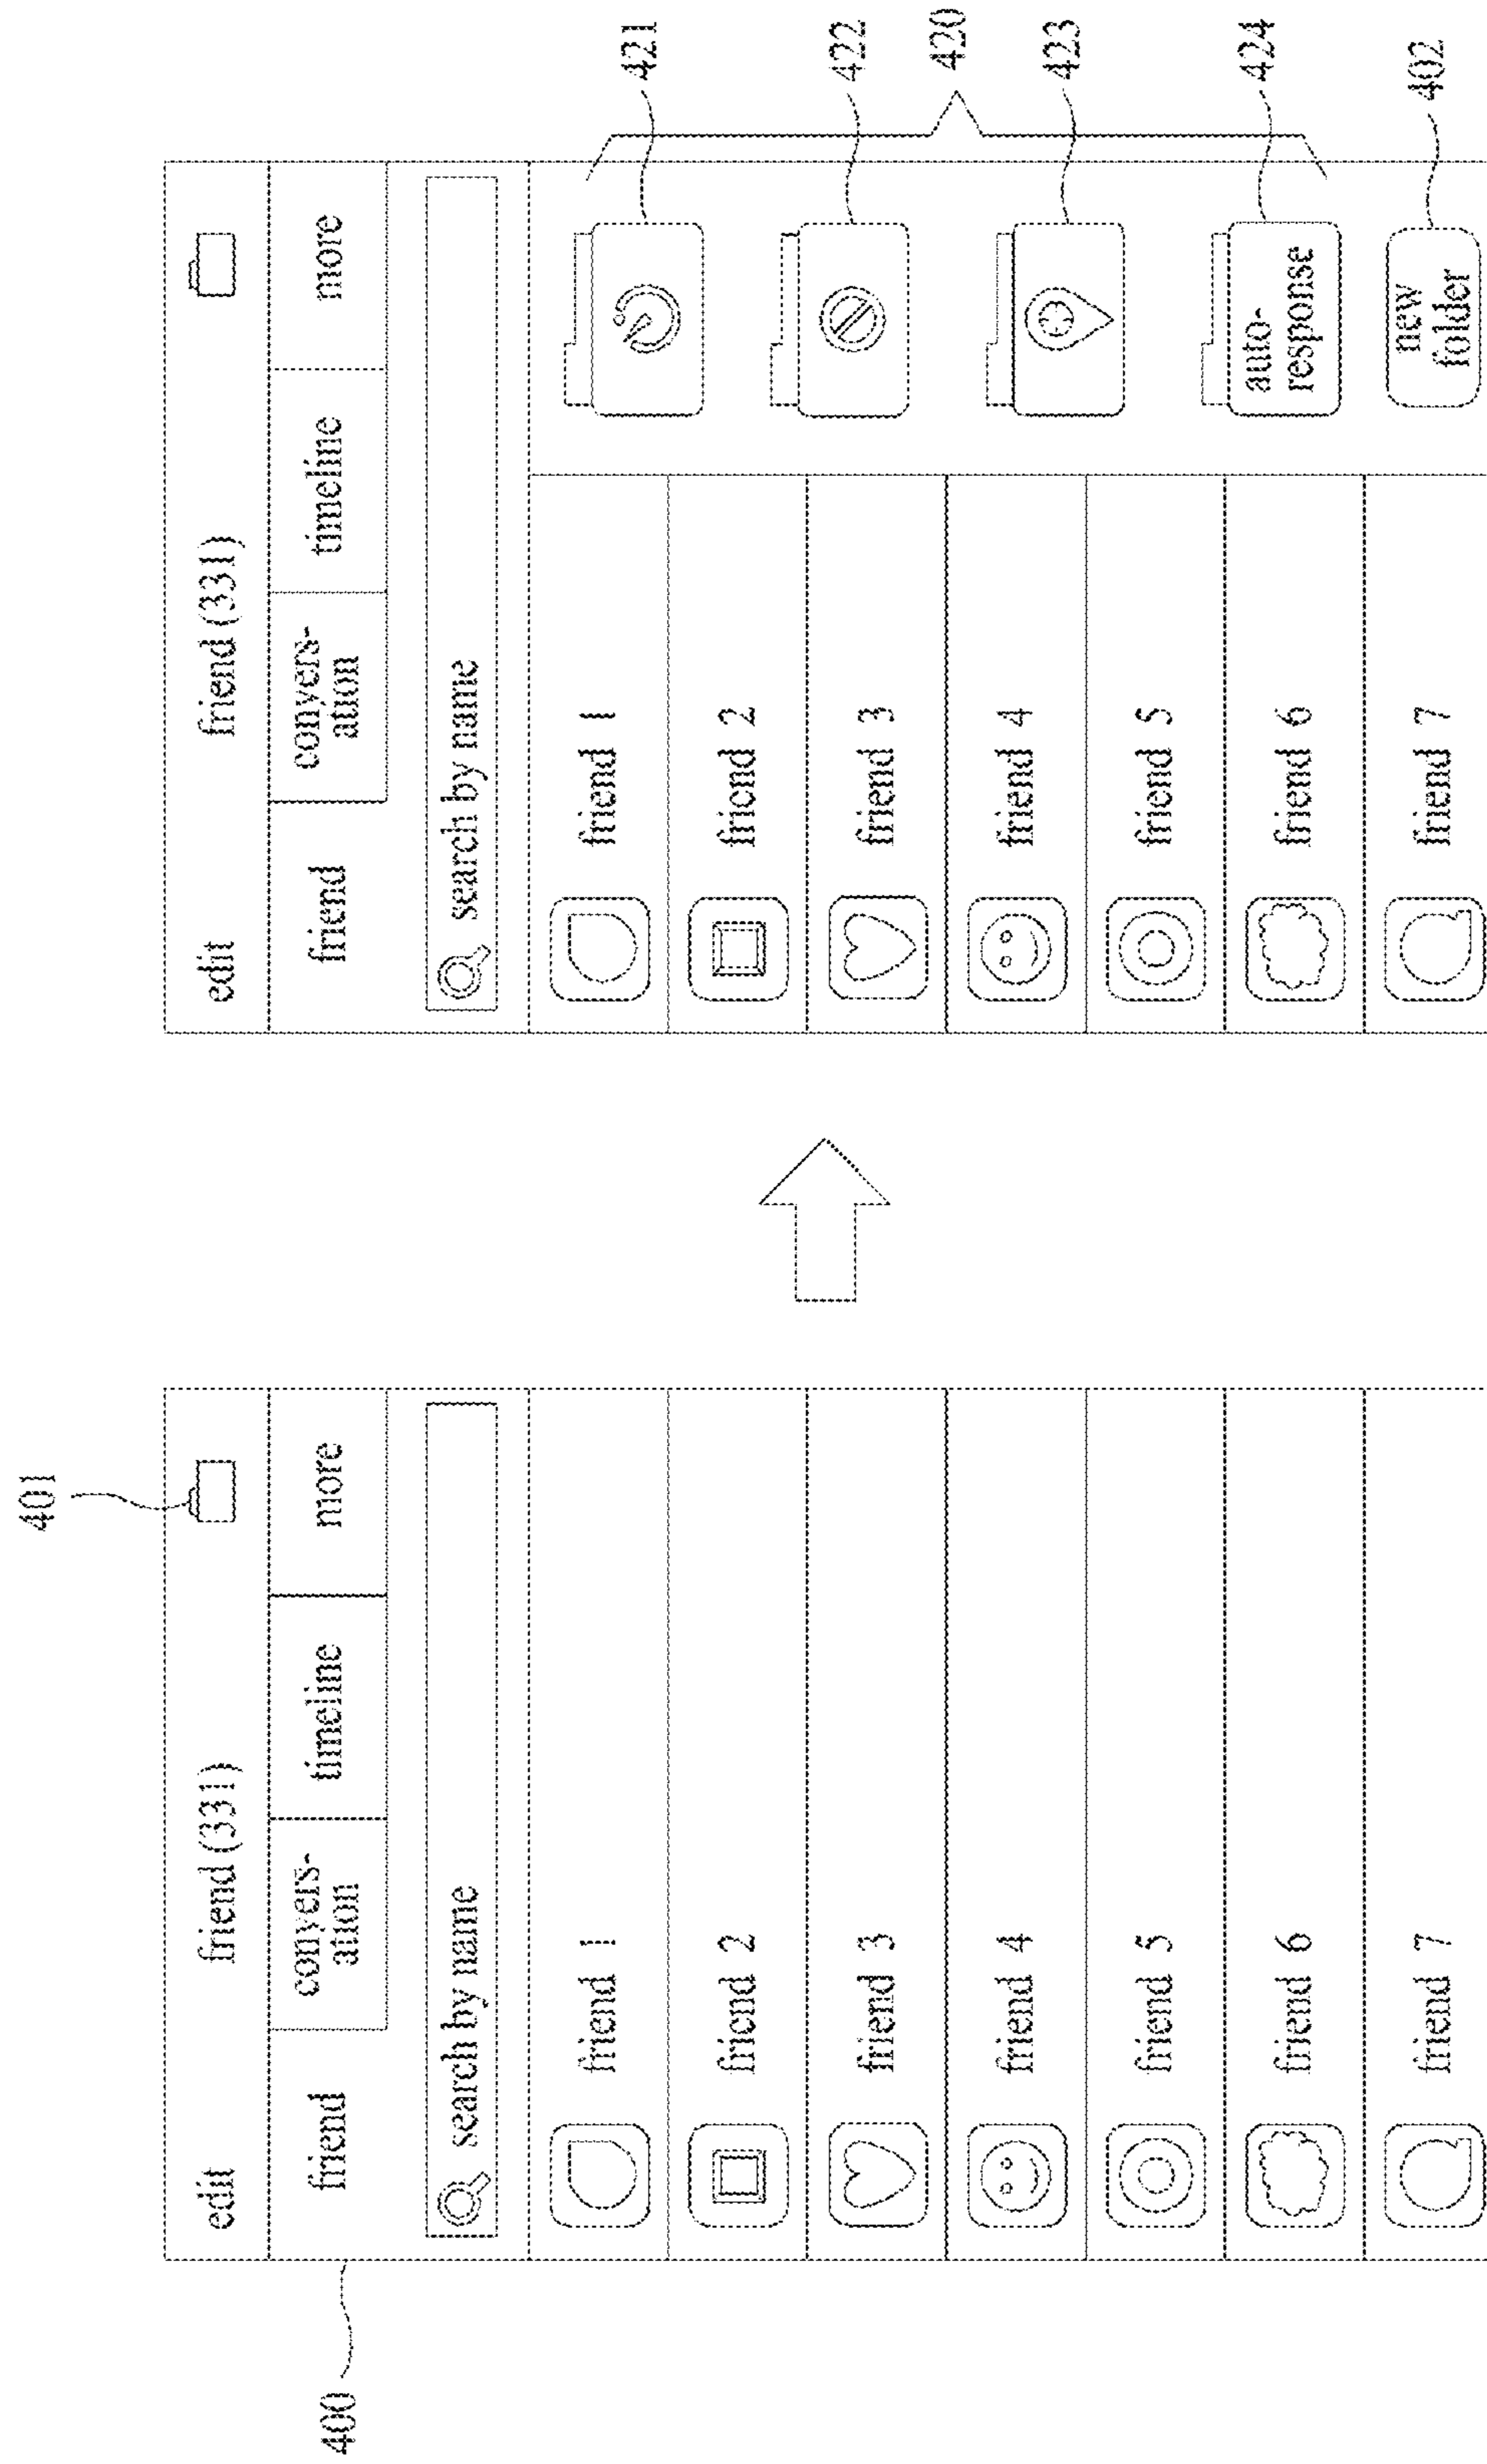 401
400
edit
friend (331)
friend
convers-
ation
timeline
more
search by name
friend 1
friend 2
friend 3
friend 4
friend 5
friend 6
friend 7
edit
friend (331)
friend
convers-
ation
timeline
more
search by name
friend 1
friend 2
friend 3
friend 4
friend 5
friend 6
friend 7
auto-
response
new
folder
421
422
420
423
424
402